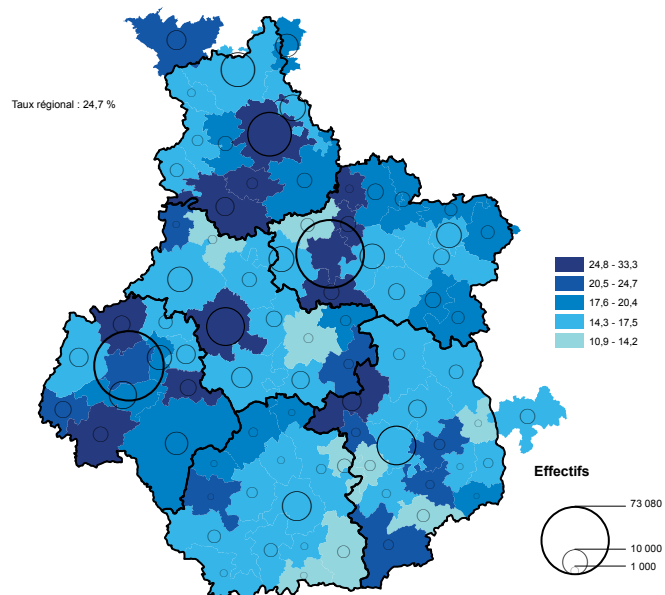 Taux régional : 24,7 %
24,8 - 33,3
20,5 - 24,7
17,6 - 20,4
14,3 - 17,5
10,9 - 14,2
Effectifs
73 080
10 000
1 000